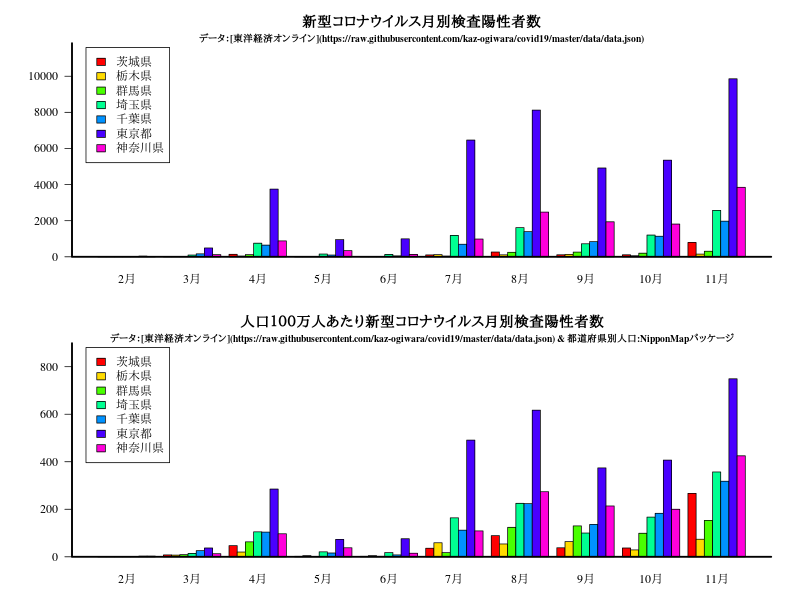 新型コロナウイルス月別検査陽性者数
データ：[東洋経済オンライン](https://raw.githubusercontent.com/kaz-ogiwara/covid19/master/data/data.json)
茨城県
栃木県
群馬県
埼玉県
千葉県
東京都
神奈川県
10000
8000
6000
4000
2000
0
2月 3月 4月 5月 6月 7月 8月 9月 10月 11月
人口100万人あたり新型コロナウイルス月別検査陽性者数
データ：[東洋経済オンライン](https://raw.githubusercontent.com/kaz-ogiwara/covid19/master/data/data.json) & 都道府県別人口:NipponMapパッケージ
茨城県
栃木県
群馬県
埼玉県
千葉県
東京都
神奈川県
800
600
400
200
0
2月 3月 4月 5月 6月 7月 8月 9月 10月 11月